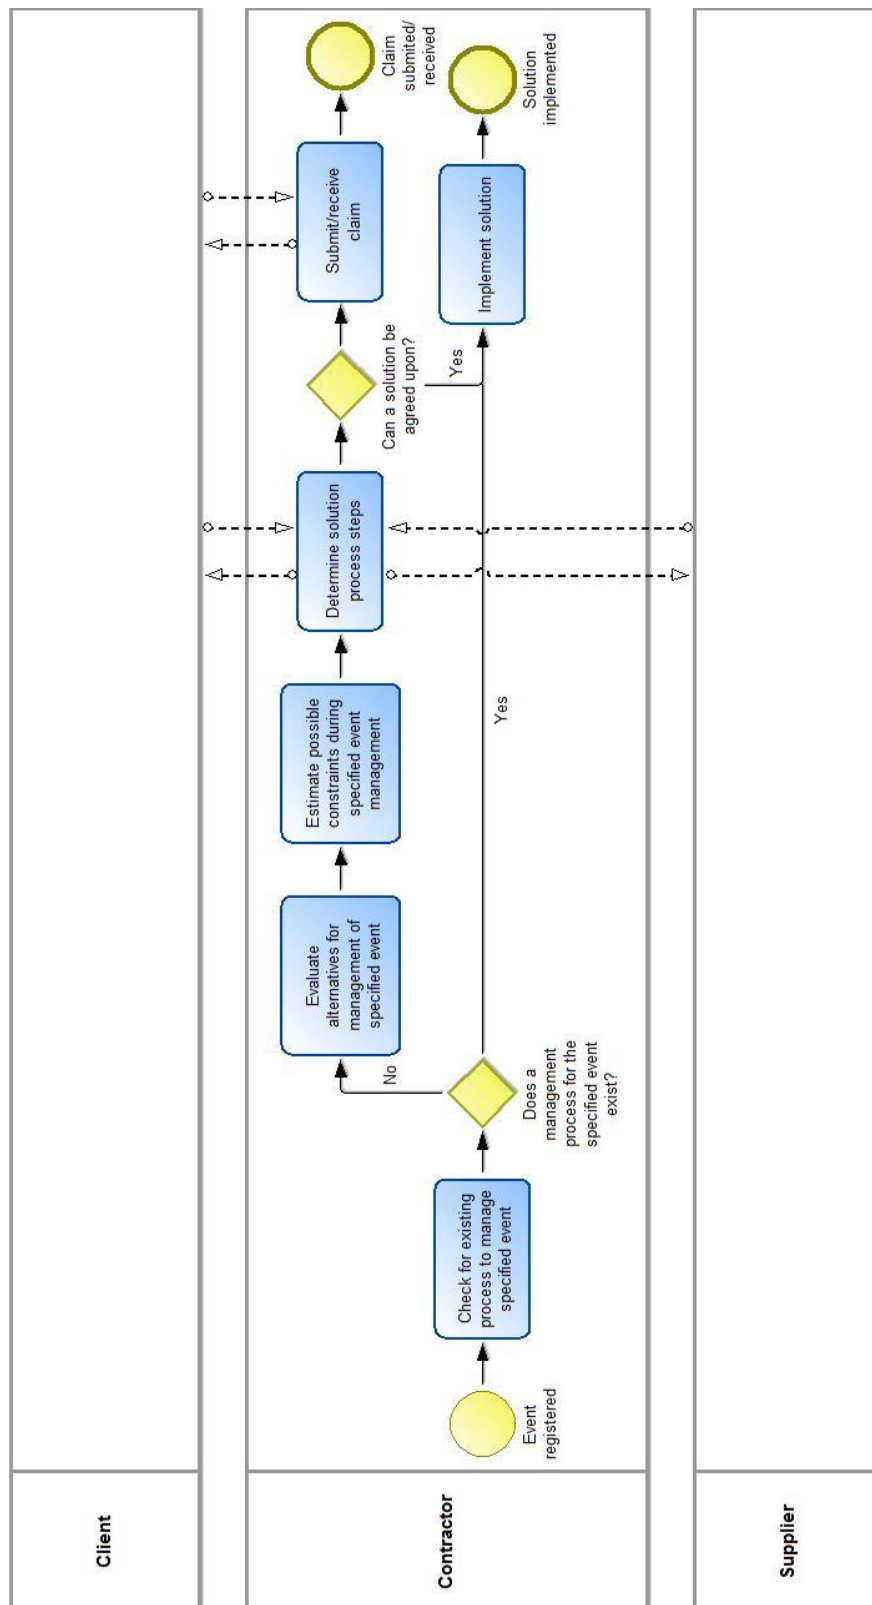 Client
Contractor
Supplier
Event
registered
Check for existing
process to manage
specified event
Does a
management
process for the
specified event
exist?
No
Yes
Evaluate
alternatives for
management of
specified event
Estimate possible
constraints during
specified event
management
Determine solution
process steps
Can a solution be
agreed upon?
Yes
Submit/receive
claim
Claim
submited/
received
Implement solution
Solution
implemented